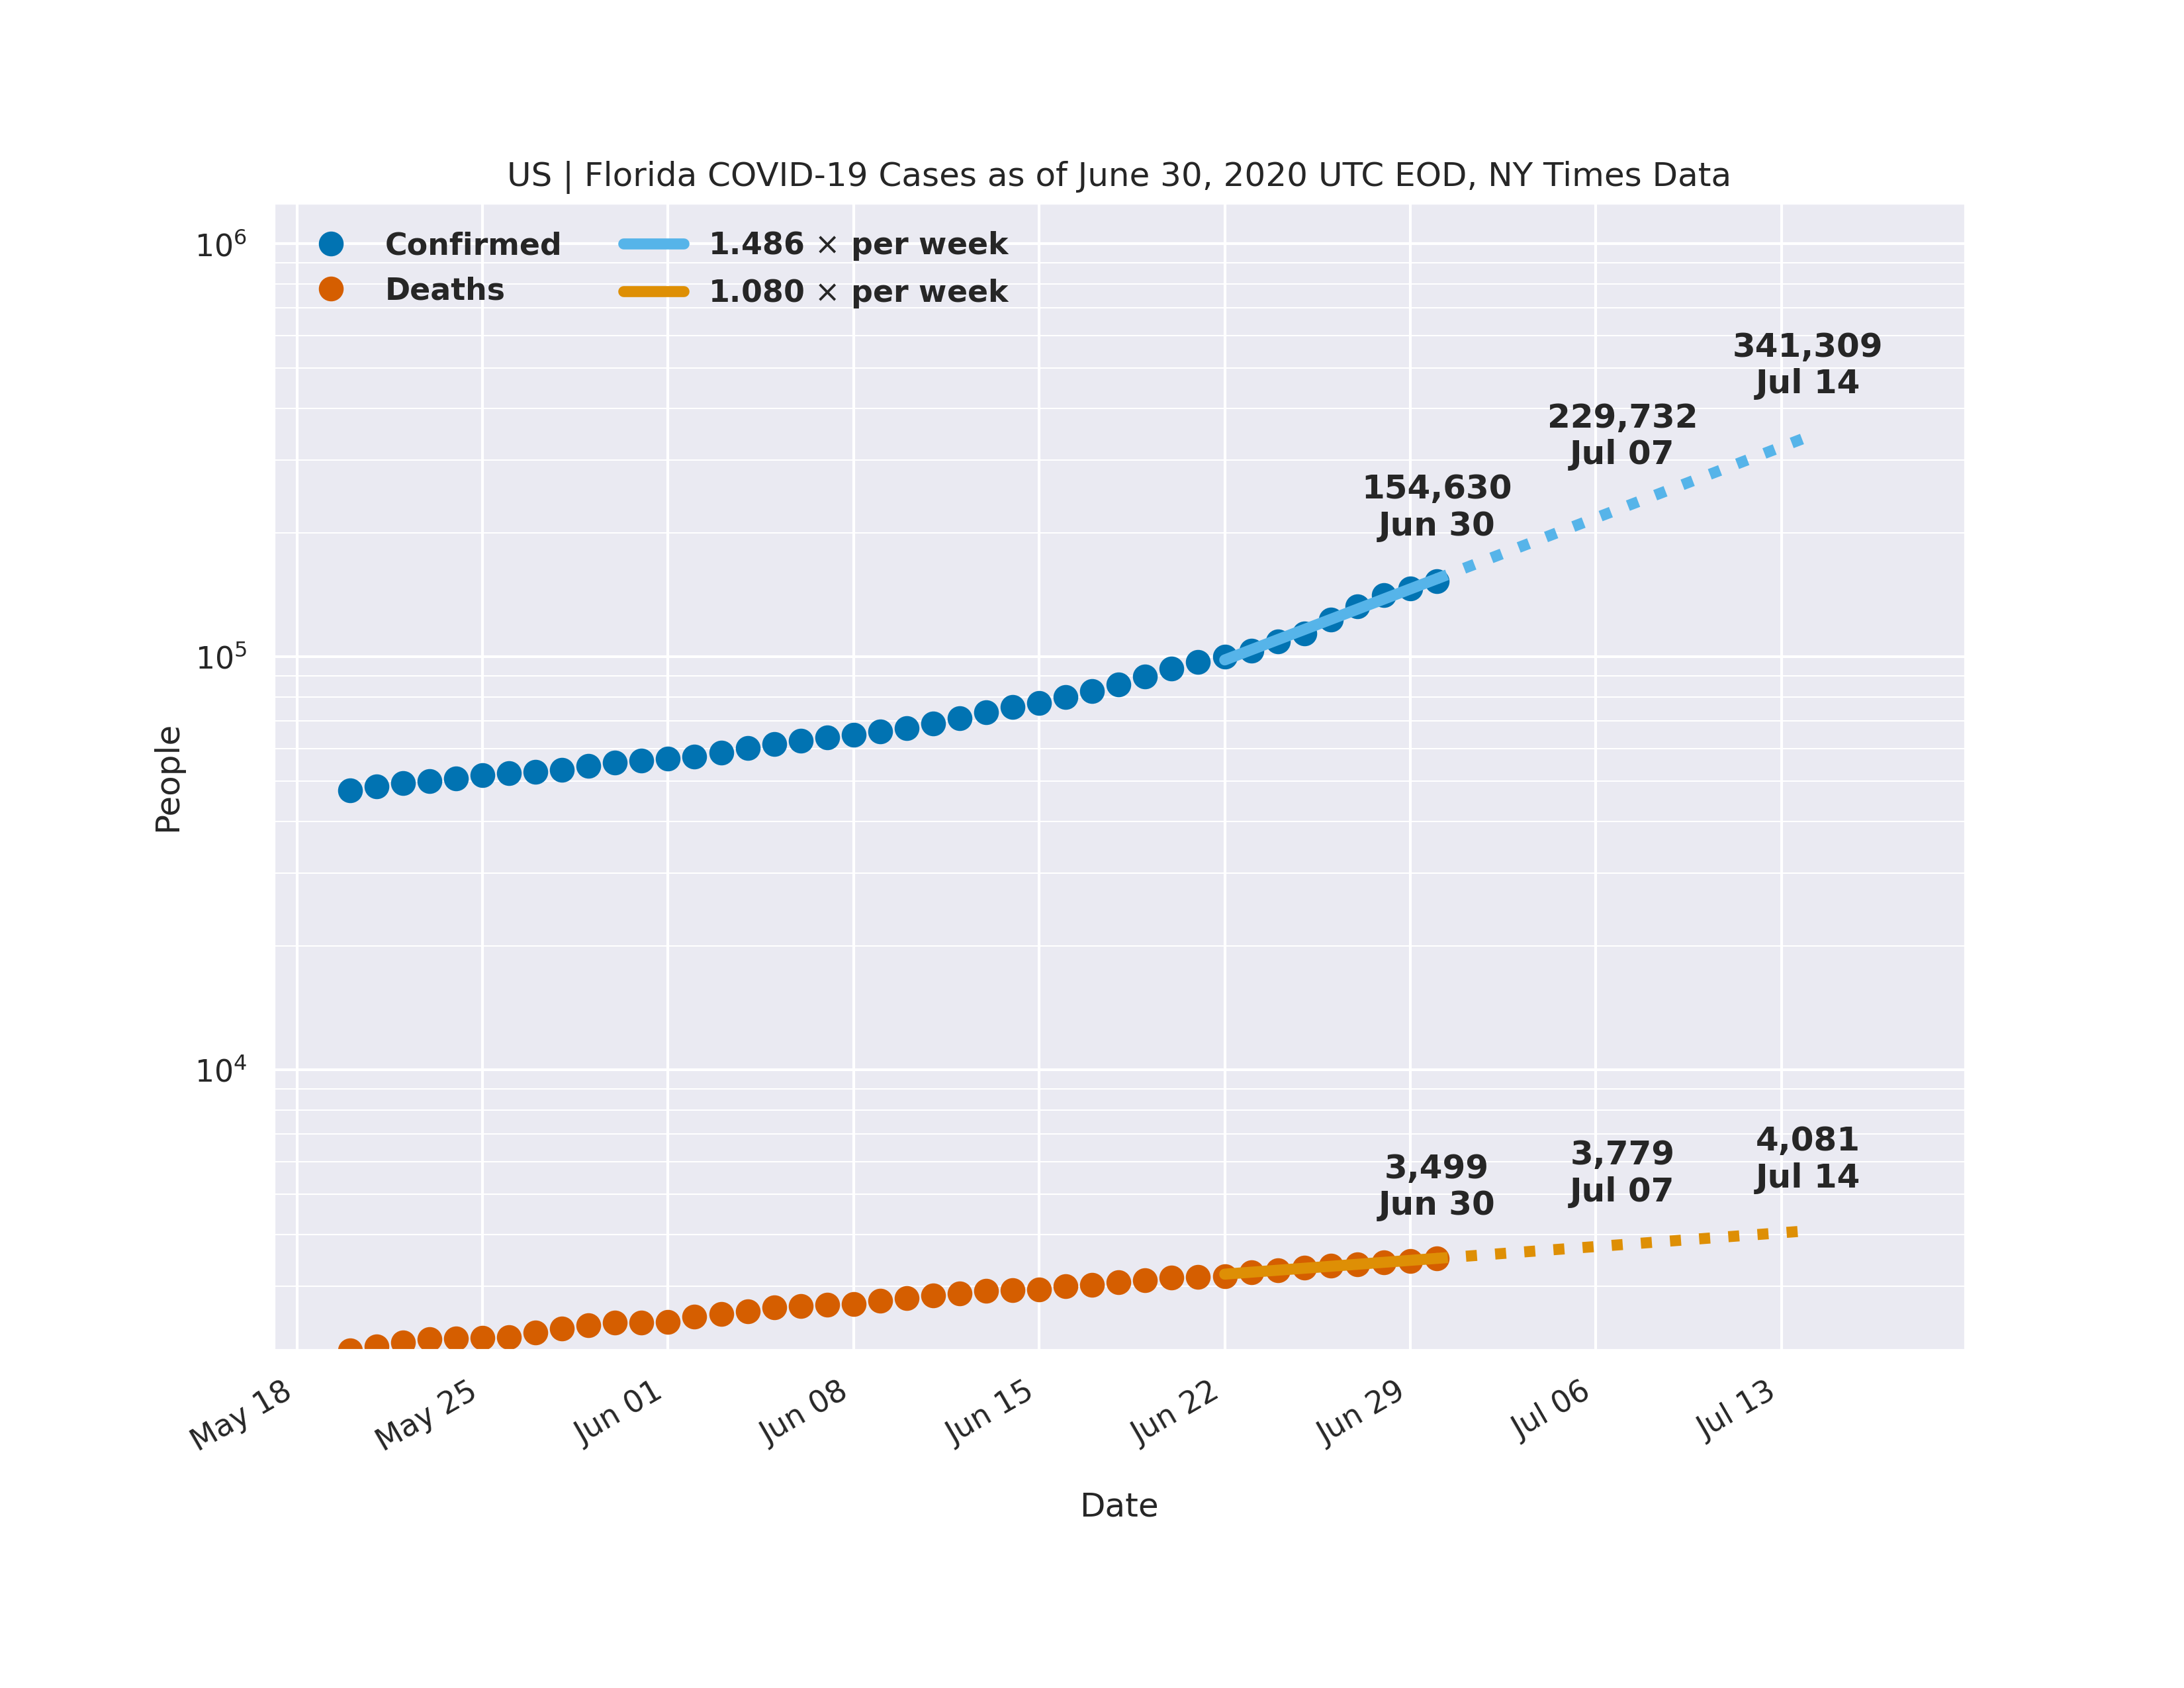 US | Florida COVID-19 Cases as of June 30, 2020 UTC EOD, NY Times Data
Confirmed
Deaths
1.486 × per week
1.080 × per week
341,309
Jul 14
229,732
Jul 07
154,630
Jun 30
3,499
Jun 30
3,779
Jul 07
4,081
Jul 14
People
10⁶
10⁵
10⁴
May 18
May 25
Jun 01
Jun 08
Jun 15
Jun 22
Jun 29
Jul 06
Jul 13
Date